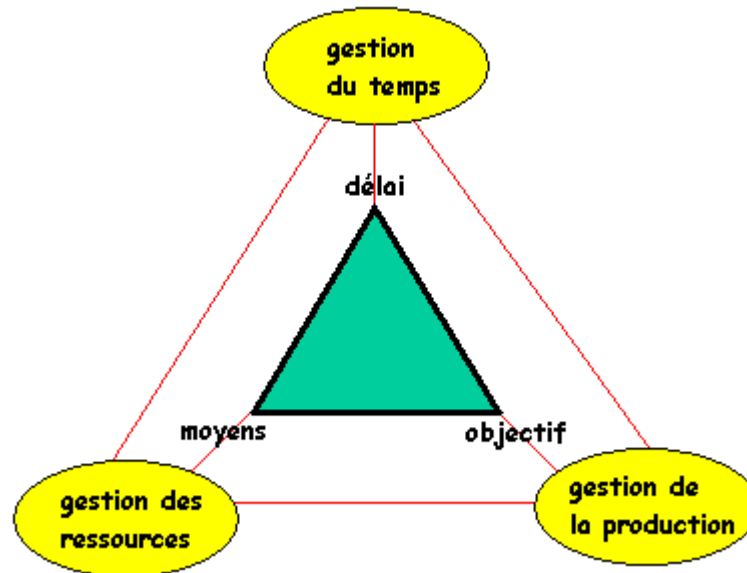 gestion
du temps
délai
moyens
objectif
gestion des
ressources
gestion de
la production